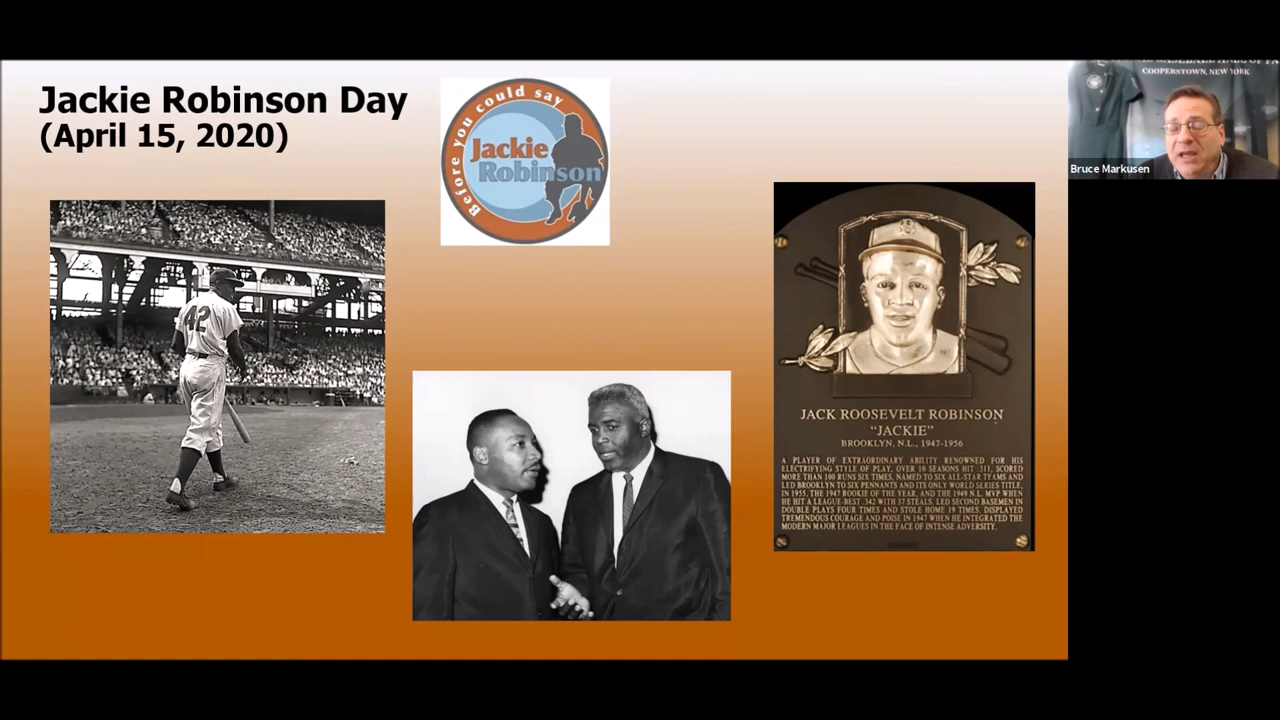 Jackie Robinson Day
(April 15, 2020)
Before you could say
Jackie
Robinson
42
JACK ROOSEVELT ROBINSON
“JACKIE”
BROOKLYN, N.L., 1947-1956
A PLAYER OF EXTRAORDINARY ABILITY RENOWNED FOR HIS
ELECTRIFYING STYLE OF PLAY. OVER 10 SEASONS HIT .311, SCORED
MORE THAN 100 RUNS SIX TIMES, NAMED TO SIX ALL-STAR TEAMS AND
LED BROOKLYN TO SIX PENNANTS AND ITS ONLY WORLD SERIES TITLE,
IN 1955. THE 1947 ROOKIE OF THE YEAR, AND THE 1949 N.L. MVP WHEN
HE HIT A LEAGUE-BEST .342 WITH 37 STEALS. LED SECOND BASEMEN IN
DOUBLE PLAYS FOUR TIMES AND STOLE HOME 19 TIMES. DISPLAYED
TREMENDOUS COURAGE AND POISE IN 1947 WHEN HE INTEGRATED THE
MODERN MAJOR LEAGUES IN THE FACE OF INTENSE ADVERSITY.
BASEBALL HALL OF FA
COOPERSTOWN, NEW YORK
Bruce Markusen